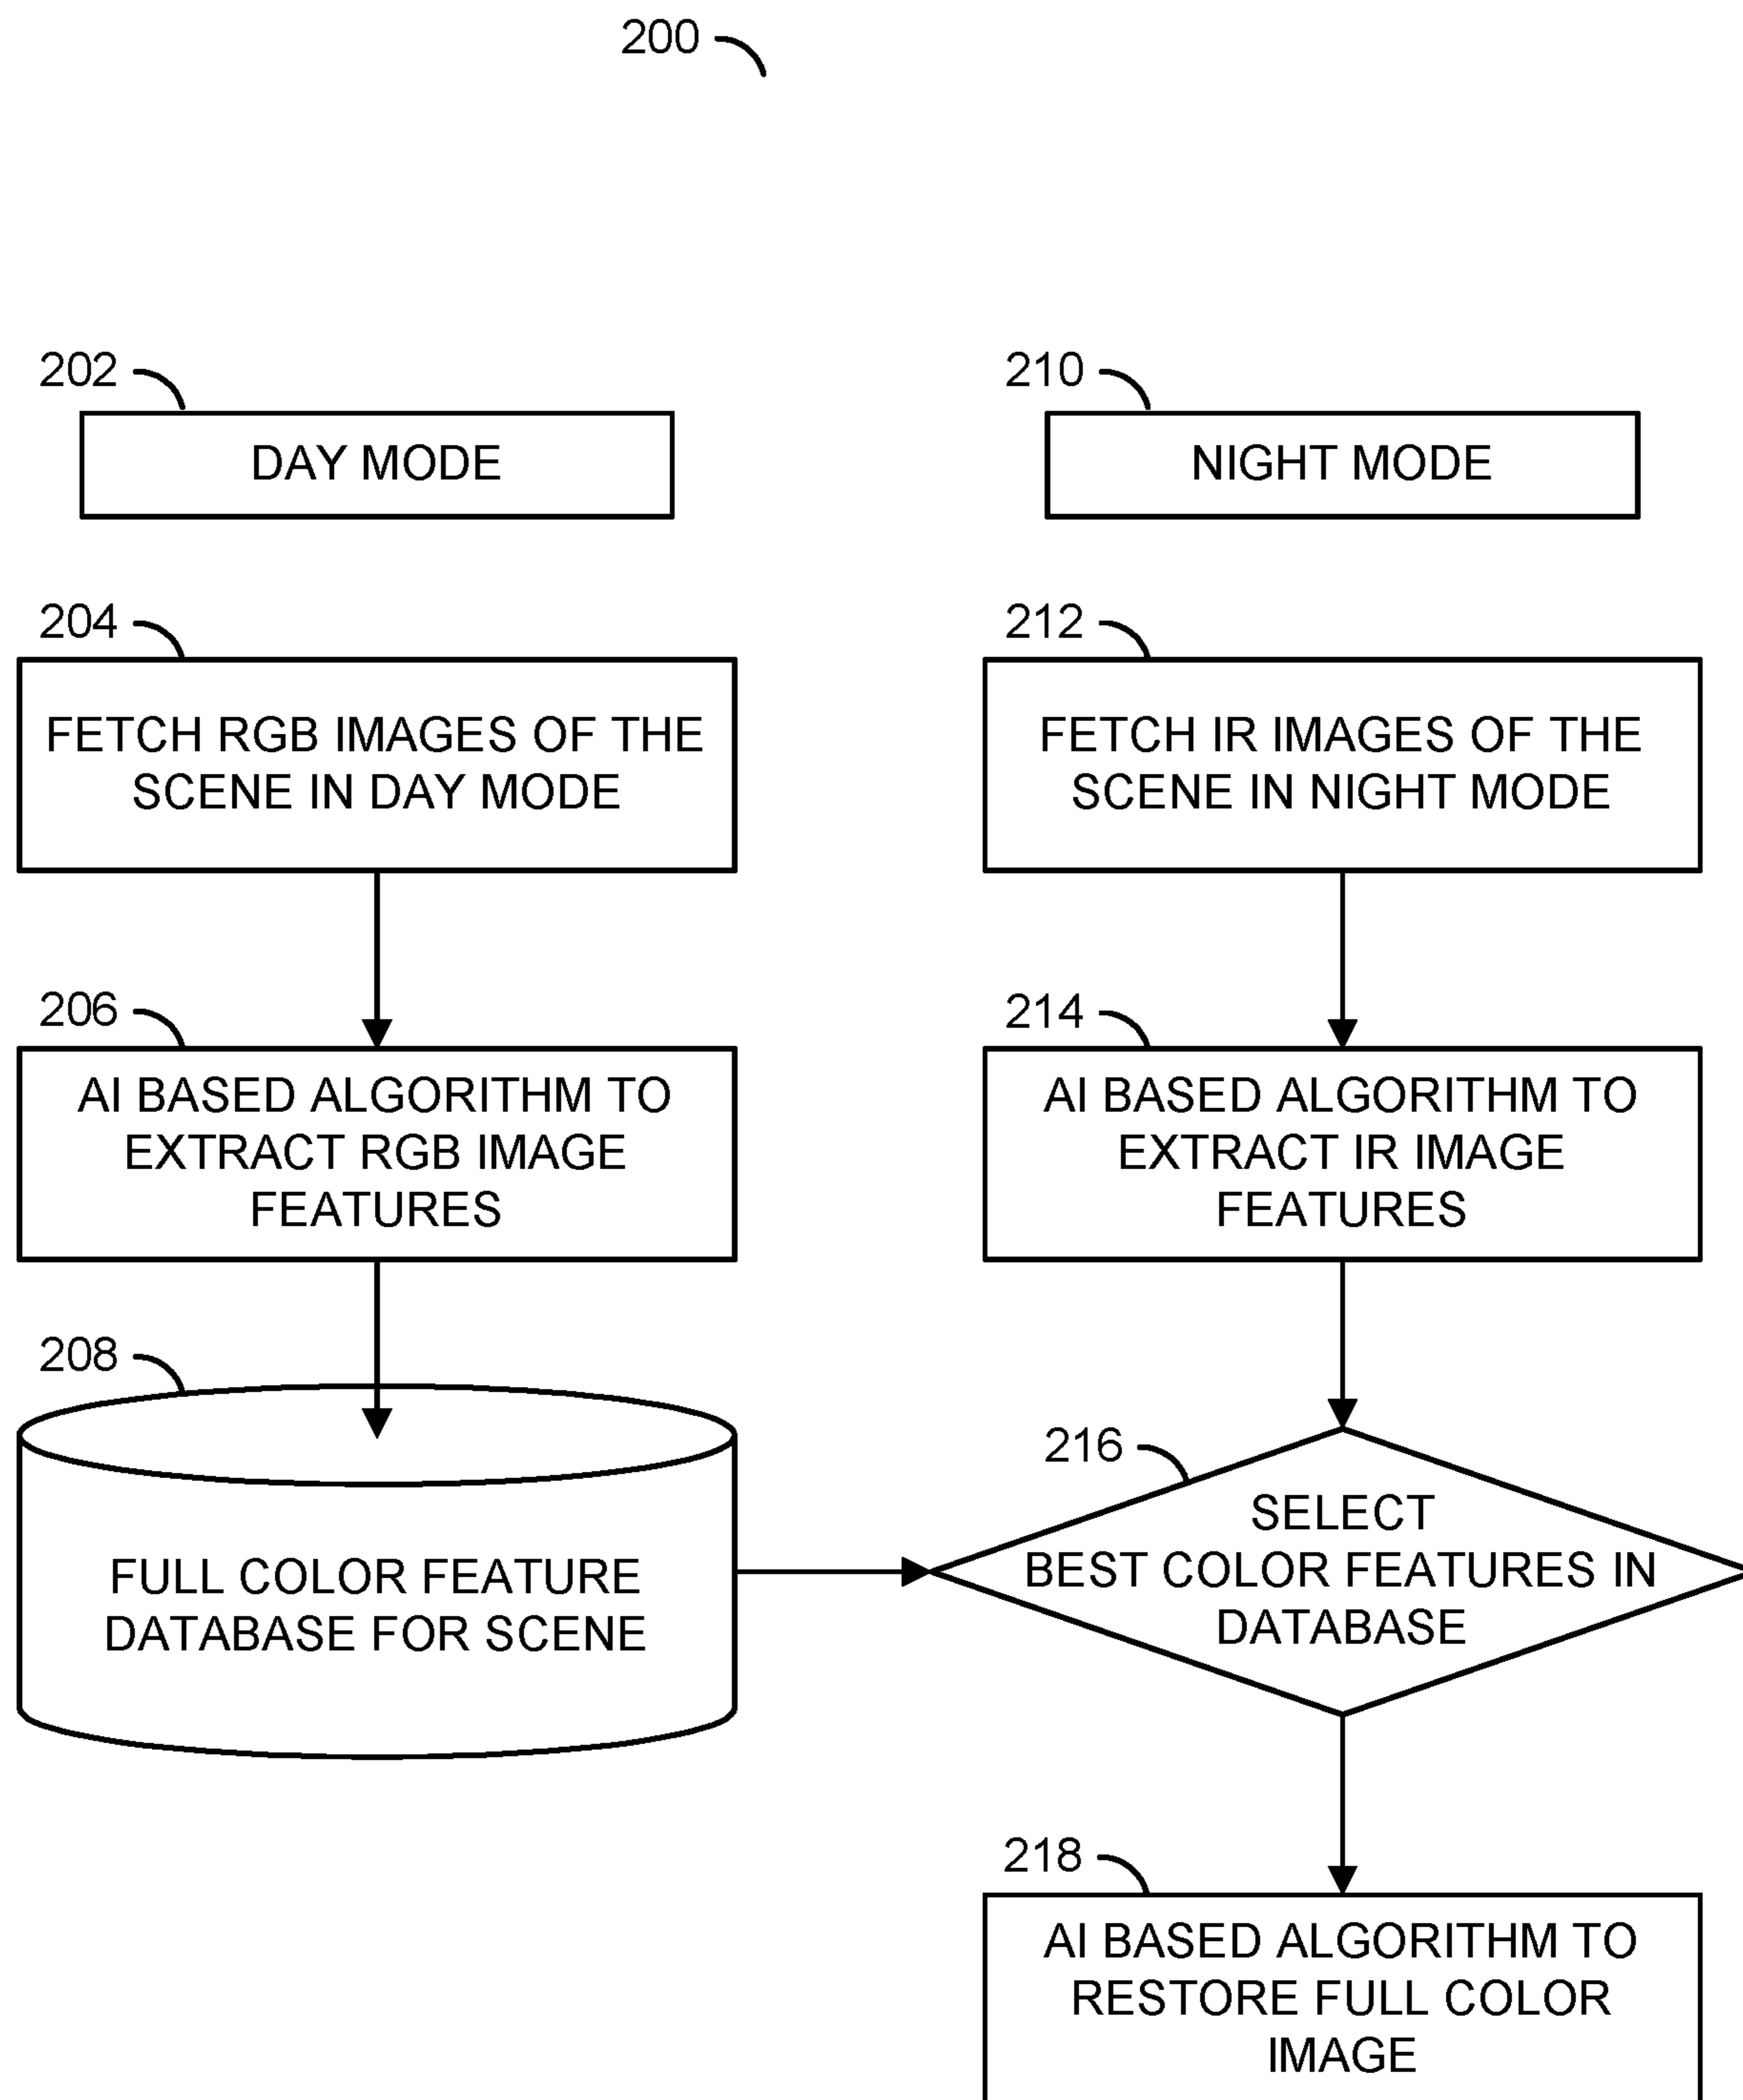 200
202
DAY MODE
204
FETCH RGB IMAGES OF THE
SCENE IN DAY MODE
206
AI BASED ALGORITHM TO
EXTRACT RGB IMAGE
FEATURES
208
FULL COLOR FEATURE
DATABASE FOR SCENE
210
NIGHT MODE
212
FETCH IR IMAGES OF THE
SCENE IN NIGHT MODE
214
AI BASED ALGORITHM TO
EXTRACT IR IMAGE
FEATURES
216
SELECT
BEST COLOR FEATURES IN
DATABASE
218
AI BASED ALGORITHM TO
RESTORE FULL COLOR
IMAGE